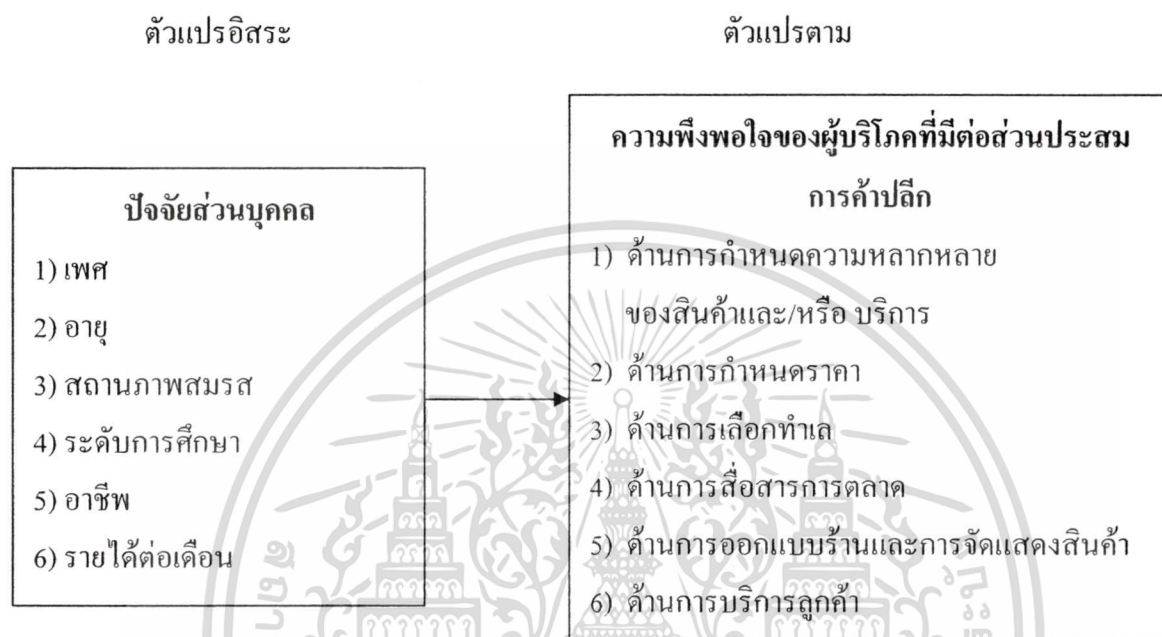 ตัวแปรอิสระ
ตัวแปรตาม
ปัจจัยส่วนบุคคล
1) เพศ
2) อายุ
3) สถานภาพสมรส
4) ระดับการศึกษา
5) อาชีพ
6) รายได้ต่อเดือน
ความพึงพอใจของผู้บริโภคที่มีต่อส่วนประสม
การค้าปลีก
1) ด้านการกำหนดความหลากหลาย
ของสินค้าและ/หรือ บริการ
2) ด้านการกำหนดราคา
3) ด้านการเลือกทำเล
4) ด้านการสื่อสารการตลาด
5) ด้านการออกแบบร้านและการจัดแสดงสินค้า
6) ด้านการบริการลูกค้า